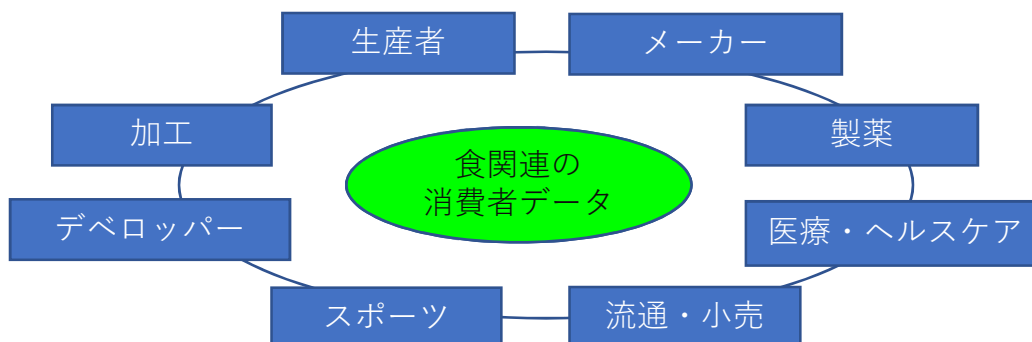 生産者
メーカー
加工
製薬
食関連の
消費者データ
デベロッパー
医療・ヘルスケア
スポーツ
流通・小売